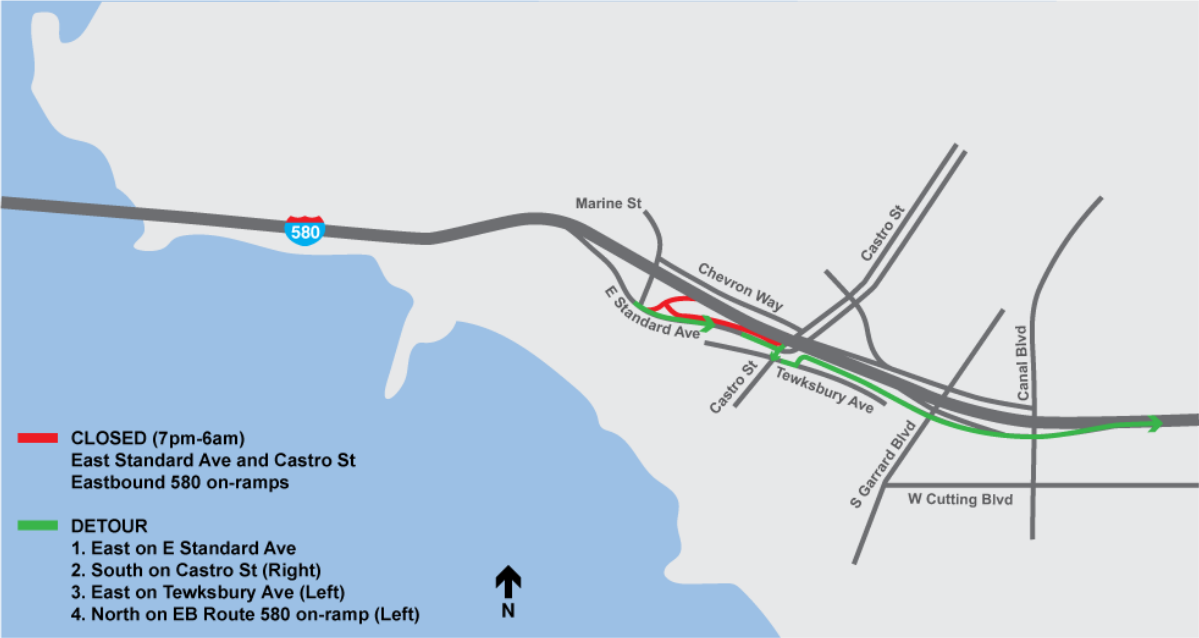 Marine St
580
Castro St
Chevron Way
E Standard Ave
Castro St
Tewksbury Ave
Canal Blvd
S Garrard Blvd
W Cutting Blvd
CLOSED (7pm-6am)
East Standard Ave and Castro St
Eastbound 580 on-ramps
DETOUR
1. East on E Standard Ave
2. South on Castro St (Right)
3. East on Tewksbury Ave (Left)
4. North on EB Route 580 on-ramp (Left)
N